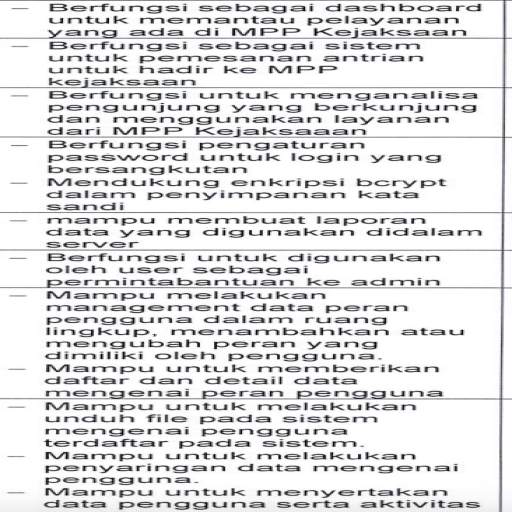 — Berfungsi sebagai dashboard
untuk memantau pelayanan
yang ada di MPP Kejaksaan
— Berfungsi sebagai sistem
untuk pemesanan antrian
untuk hadir ke MPP
kejaksaan
— Berfungsi untuk menganalisa
pengunjung yang berkunjung
dan menggunakan layanan
dari MPP Kejaksaaan
— Berfungsi pengaturan
password untuk login yang
bersangkutan
— Mendukung enkripsi bcrypt
dalam penyimpanan kata
sandi
— mampu membuat laporan
data yang digunakan didalam
server
— Berfungsi untuk digunakan
oleh user sebagai
permintabantuan ke admin
— Mampu melakukan
management data peran
pengguna dalam ruang
lingkup, menambahkan atau
mengubah peran yang
dimiliki oleh pengguna.
— Mampu untuk memberikan
daftar dan detail data
mengenai peran pengguna
— Mampu untuk melakukan
unduh file pada sistem
mengenai pengguna
terdaftar pada sistem.
— Mampu untuk melakukan
penyaringan data mengenai
pengguna.
— Mampu untuk menyertakan
data pengguna serta aktivitas